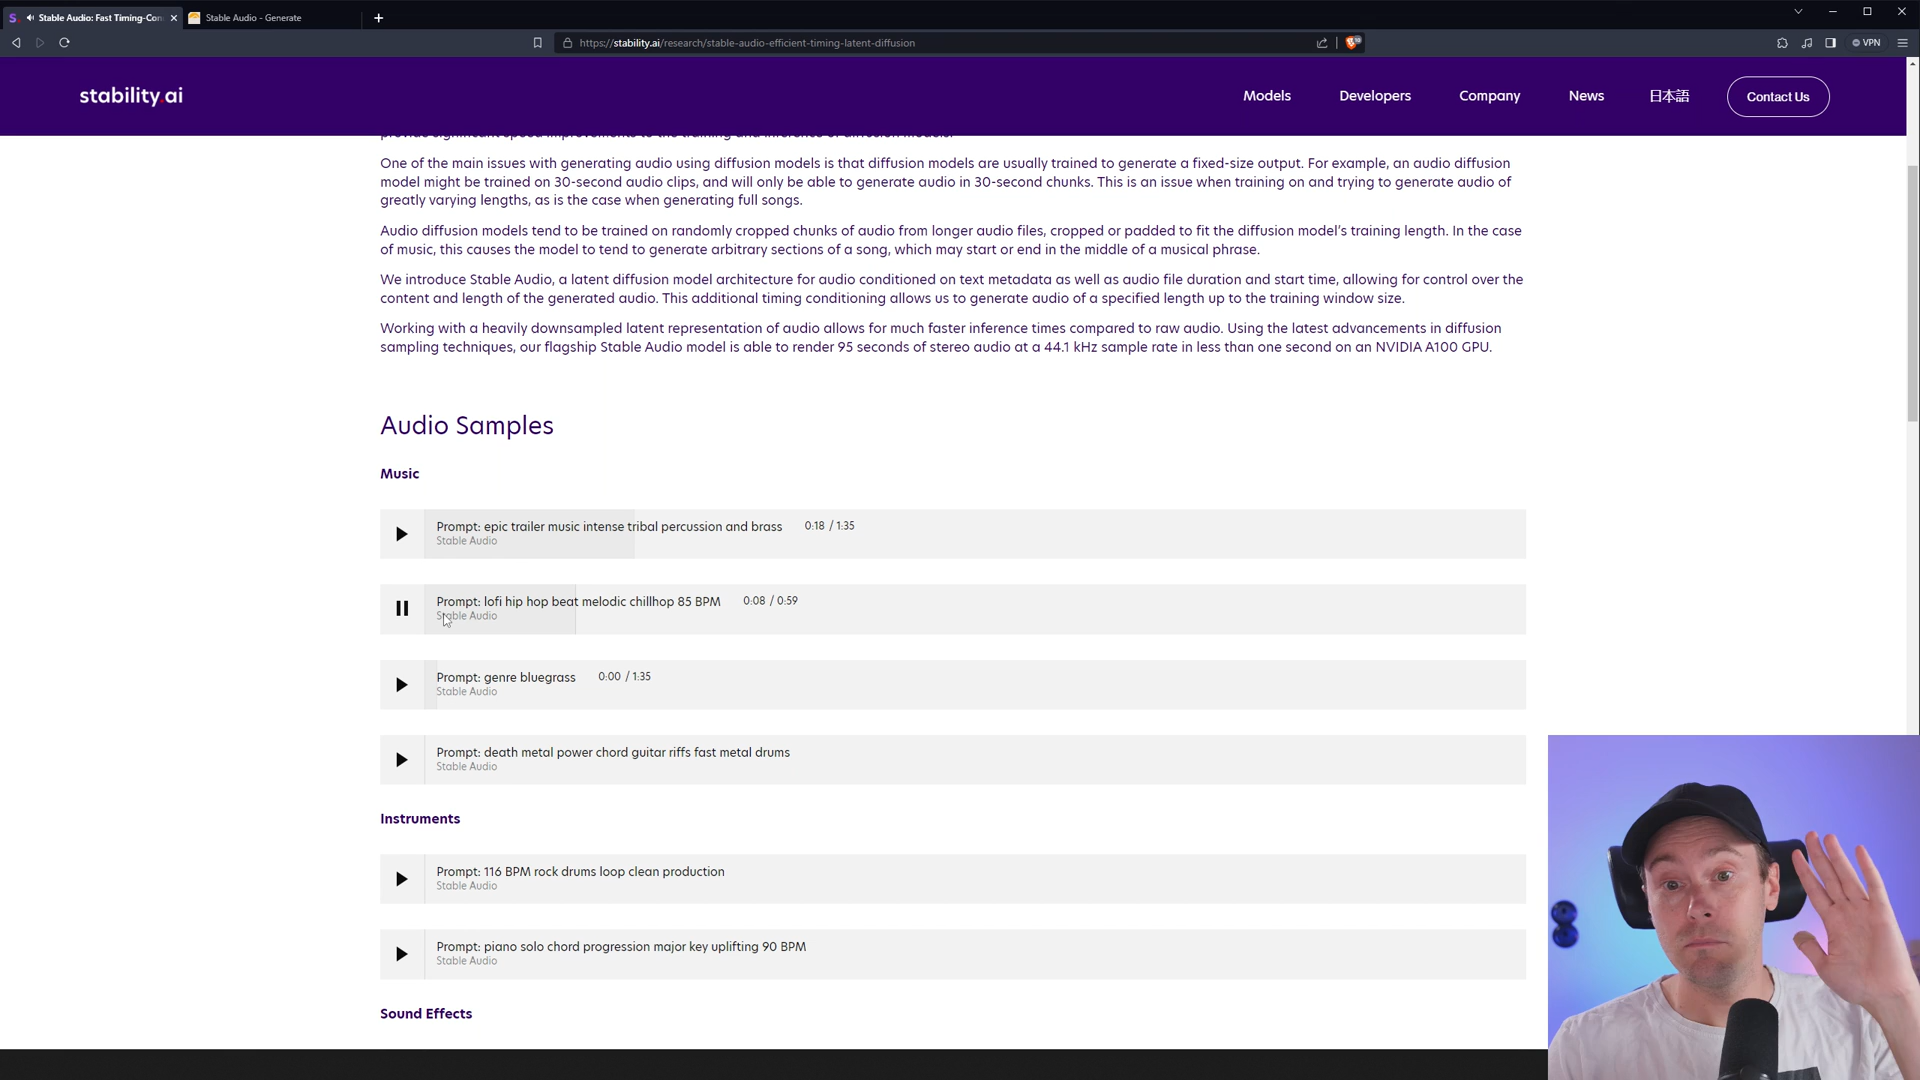 Stable Audio: Fast Timing-Con
Stable Audio - Generate
https://stability.ai/research/stable-audio-efficient-timing-latent-diffusion
VPN
stability.ai
Models
Developers
Company
News
日本語
Contact Us
provide significant speed improvements to the training and inference of diffusion models.
One of the main issues with generating audio using diffusion models is that diffusion models are usually trained to generate a fixed-size output. For example, an audio diffusion
model might be trained on 30-second audio clips, and will only be able to generate audio in 30-second chunks. This is an issue when training on and trying to generate audio of
greatly varying lengths, as is the case when generating full songs.
Audio diffusion models tend to be trained on randomly cropped chunks of audio from longer audio files, cropped or padded to fit the diffusion model's training length. In the case
of music, this causes the model to tend to generate arbitrary sections of a song, which may start or end in the middle of a musical phrase.
We introduce Stable Audio, a latent diffusion model architecture for audio conditioned on text metadata as well as audio file duration and start time, allowing for control over the
content and length of the generated audio. This additional timing conditioning allows us to generate audio of a specified length up to the training window size.
Working with a heavily downsampled latent representation of audio allows for much faster inference times compared to raw audio. Using the latest advancements in diffusion
sampling techniques, our flagship Stable Audio model is able to render 95 seconds of stereo audio at a 44.1 kHz sample rate in less than one second on an NVIDIA A100 GPU.
Audio Samples
Music
Prompt: epic trailer music intense tribal percussion and brass 0:18 / 1:35
Stable Audio
Prompt: lofi hip hop beat melodic chillhop 85 BPM 0:08 / 0:59
Stable Audio
Prompt: genre bluegrass 0:00 / 1:35
Stable Audio
Prompt: death metal power chord guitar riffs fast metal drums
Stable Audio
Instruments
Prompt: 116 BPM rock drums loop clean production
Stable Audio
Prompt: piano solo chord progression major key uplifting 90 BPM
Stable Audio
Sound Effects